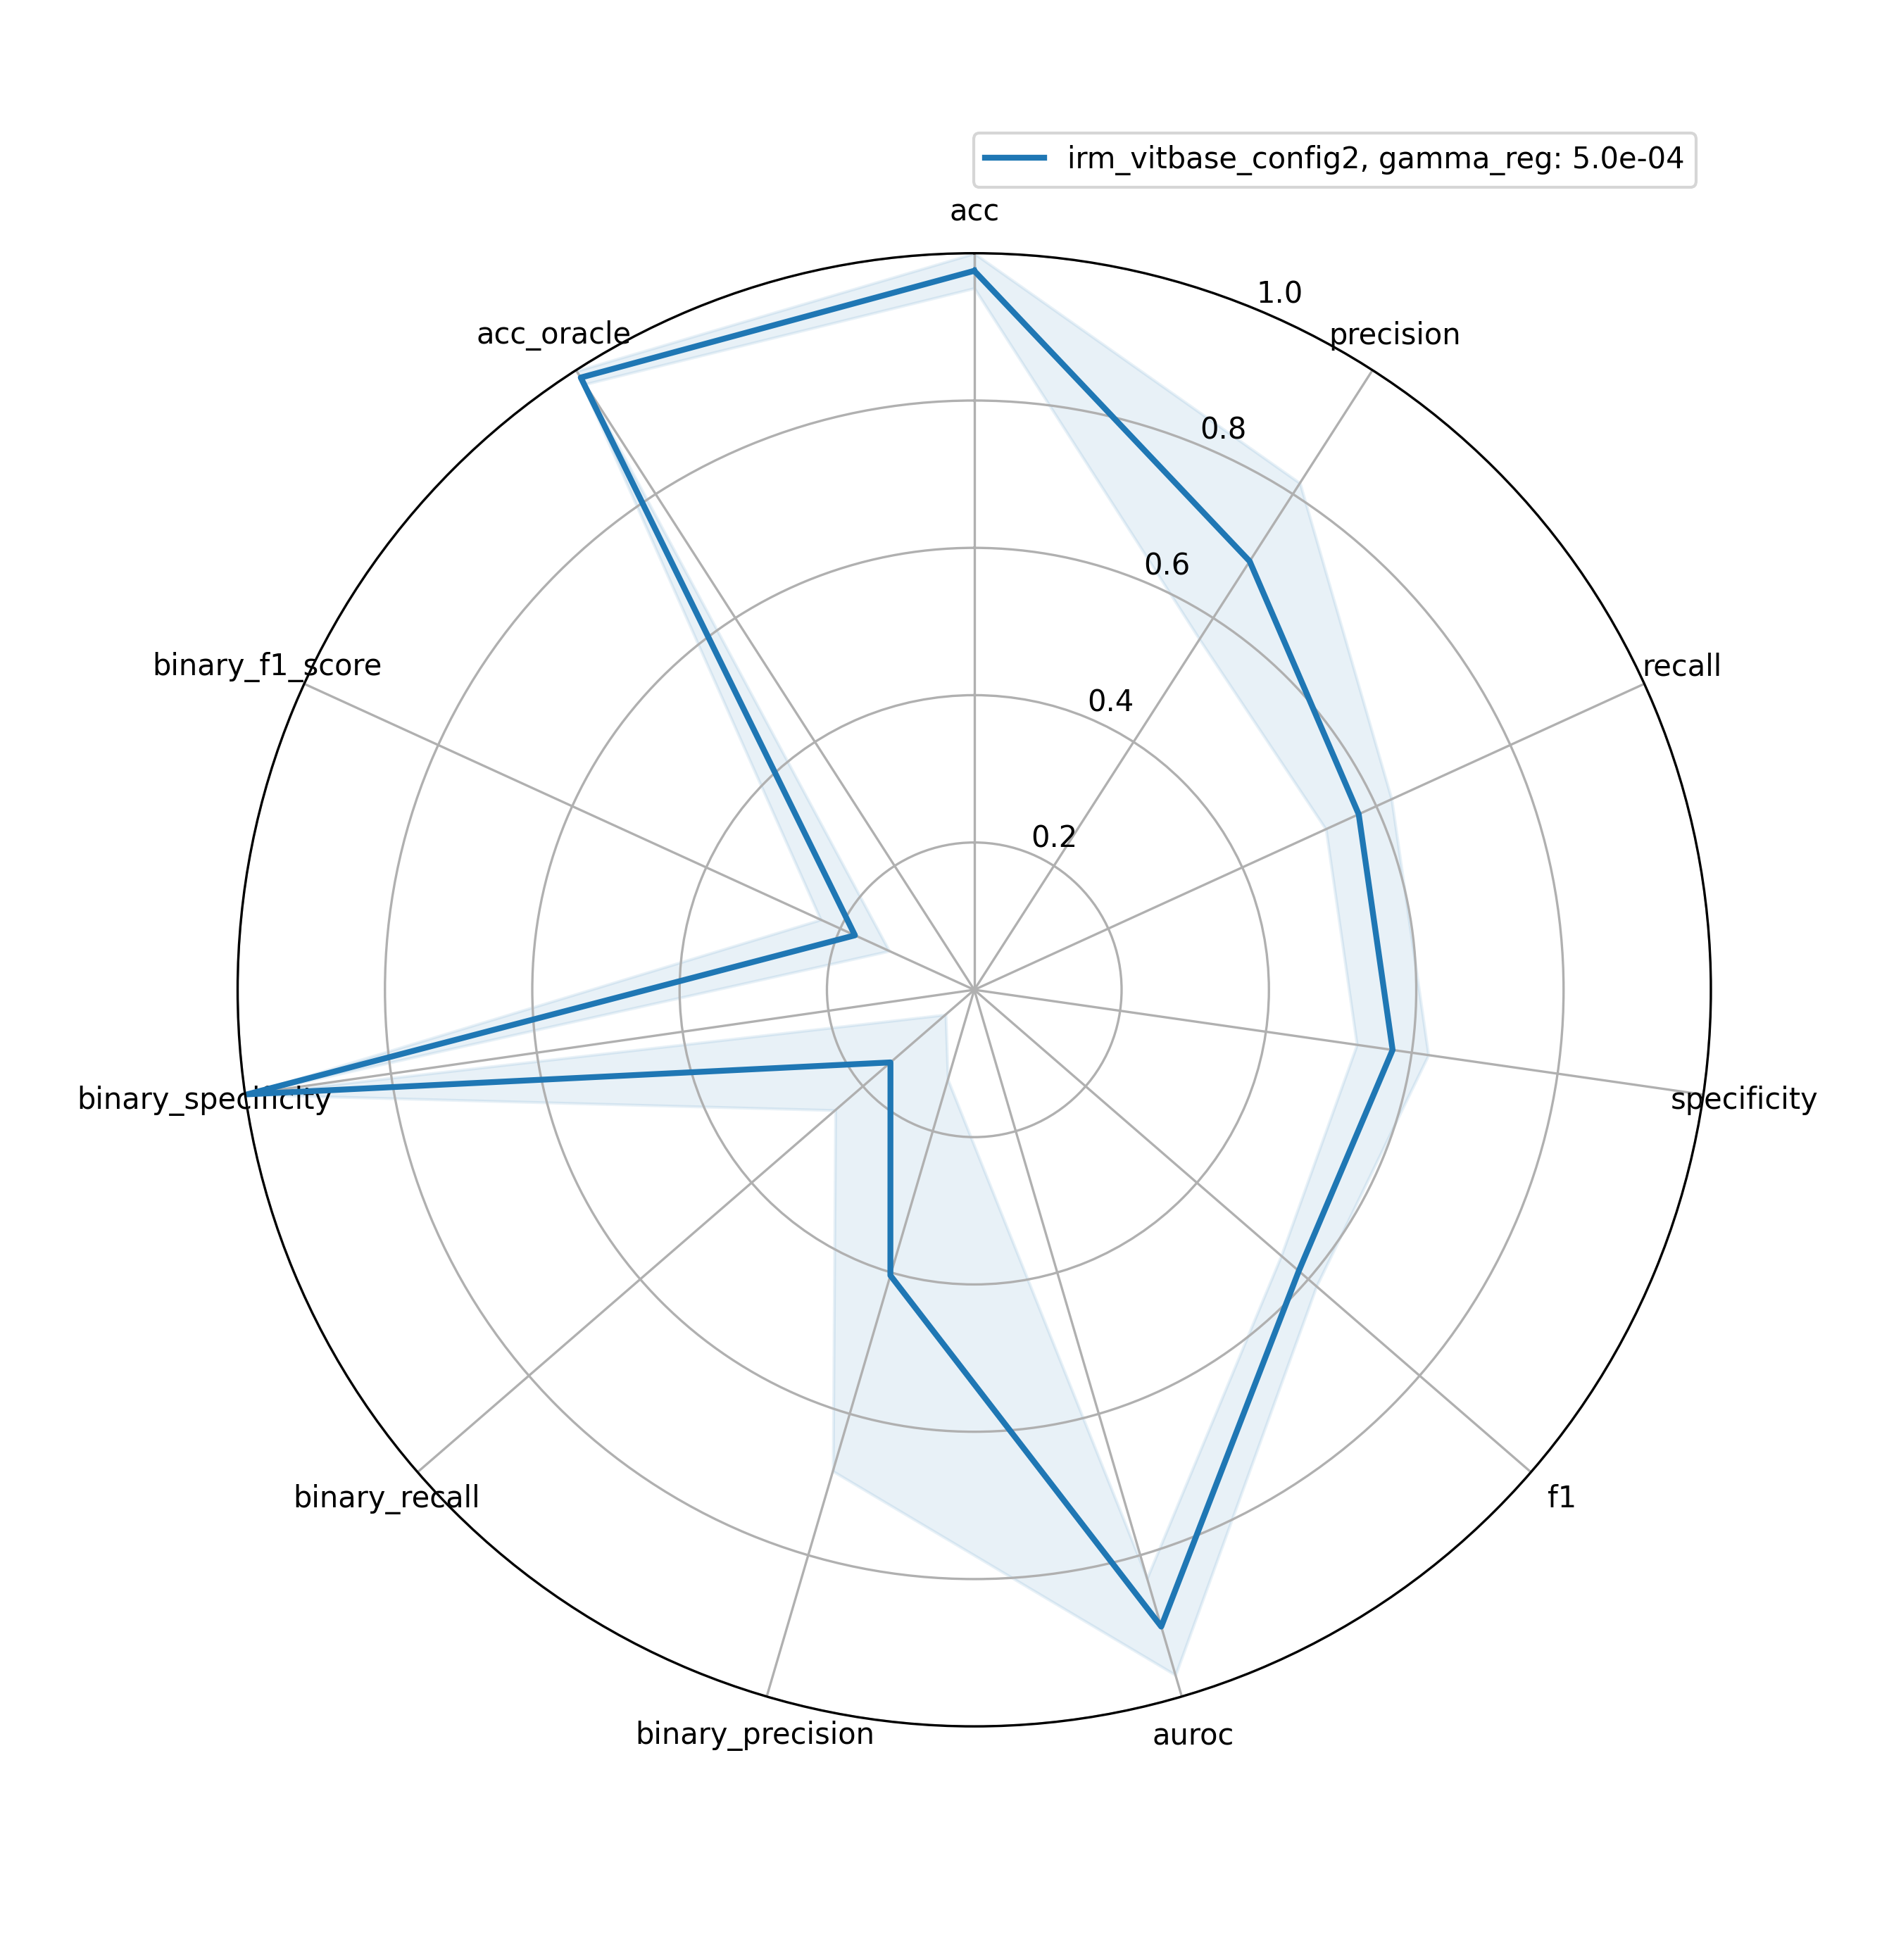 irm_vitbase_config2, gamma_reg: 5.0e-04
acc
1.0
acc_oracle
precision
0.8
0.6
binary_f1_score
recall
0.4
0.2
binary_specificity
specificity
binary_recall
f1
binary_precision
auroc